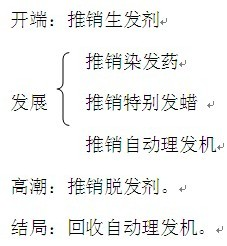 开端：推销生发剂
推销染发药
发展
推销特别发蜡
推销自动理发机
高潮：推销脱发剂。
结局：回收自动理发机。